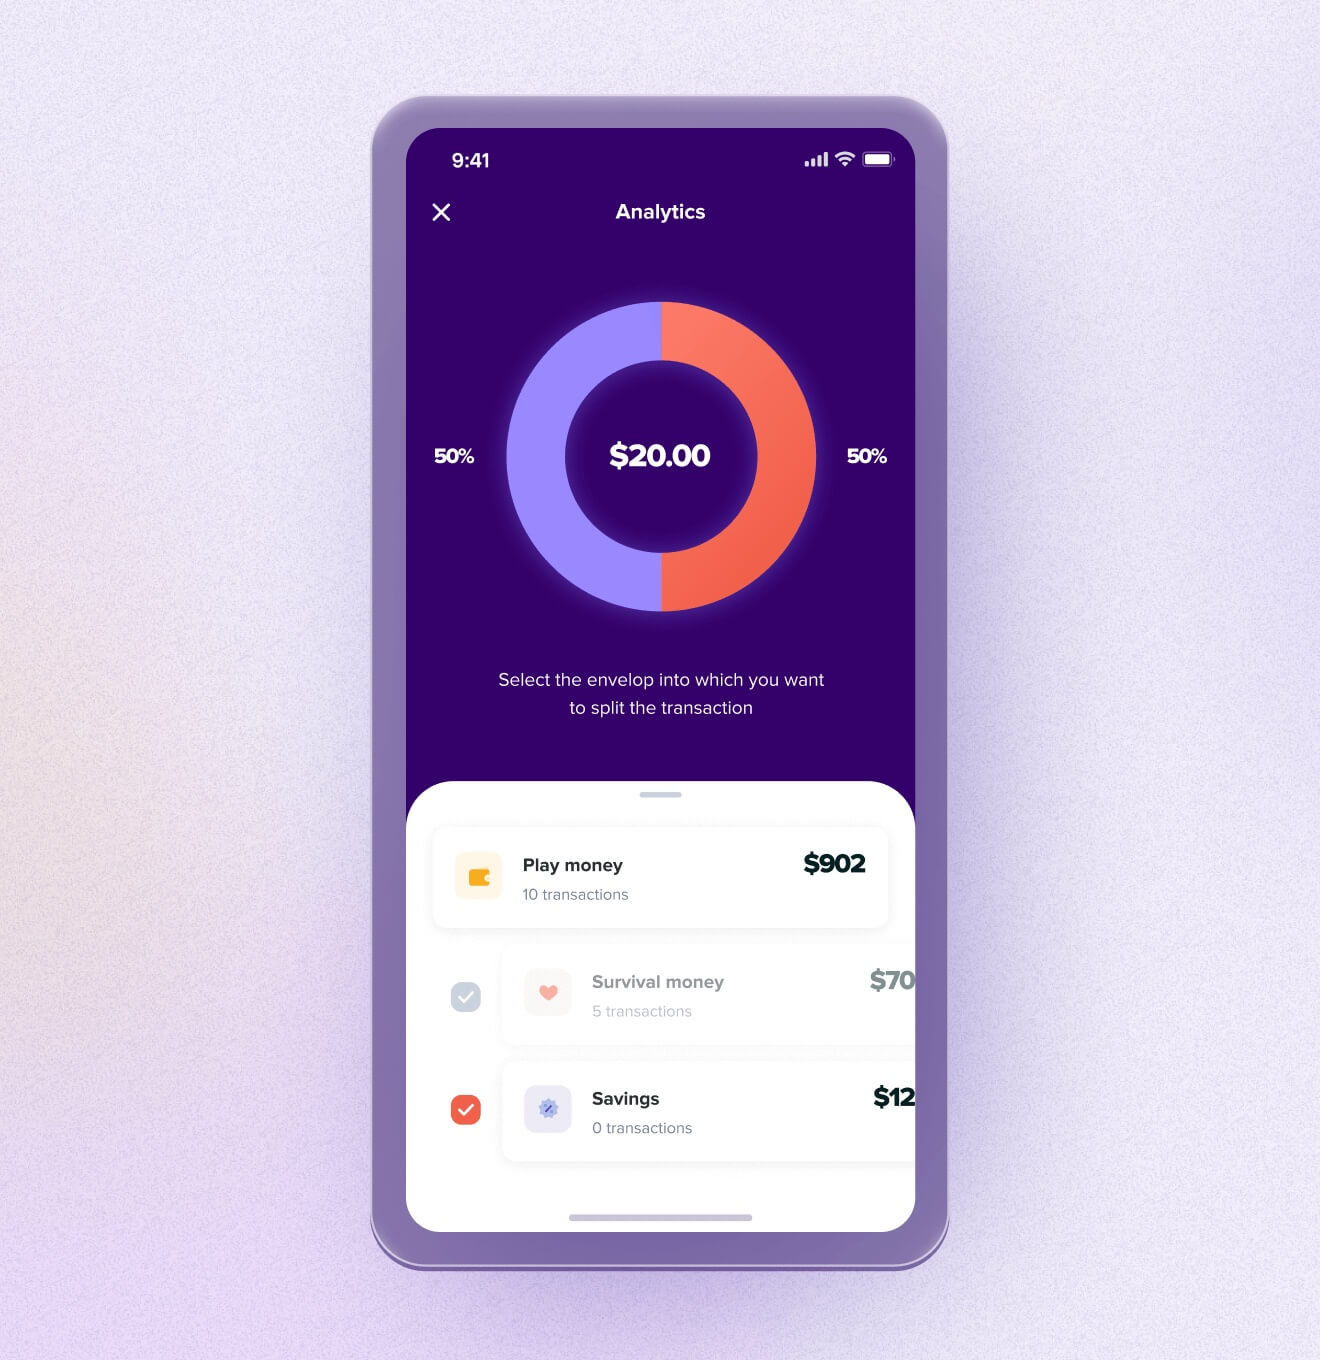 9:41
Analytics
50%
$20.00
50%
Select the envelop into which you want
to split the transaction
Play money
$902
10 transactions
Survival money
$70
5 transactions
Savings
$12
0 transactions